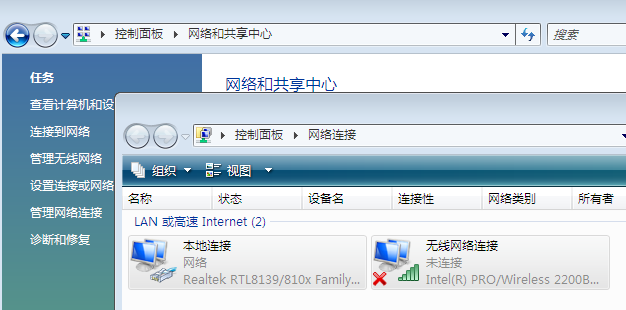 控制面板 网络和共享中心 搜索
任务
网络和共享中心
查看计算机和设
连接到网络
管理无线网络
设置连接或网络
管理网络连接
诊断和修复
控制面板 网络连接
组织 视图
名称 状态 设备名 连接性 网络类别 所有者
LAN 或高速 Internet (2)
本地连接
网络
Realtek RTL8139/810x Family...
无线网络连接
未连接
Intel(R) PRO/Wireless 2200B...